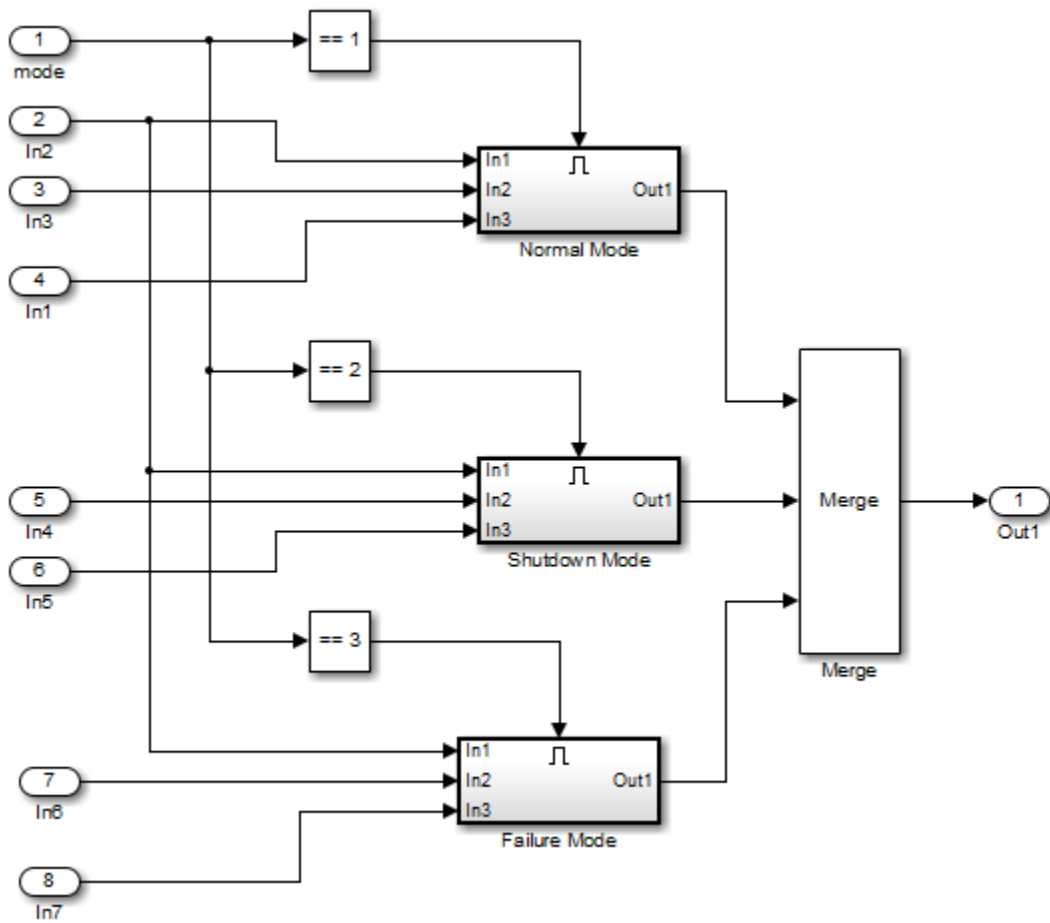 1
mode
== 1
2
In2
3
In3
4
In1
In1
In2
In3
Out1
Normal Mode
== 2
5
In4
6
In5
In1
In2
In3
Out1
Shutdown Mode
== 3
7
In6
8
In7
In1
In2
In3
Out1
Failure Mode
Merge
Merge
1
Out1